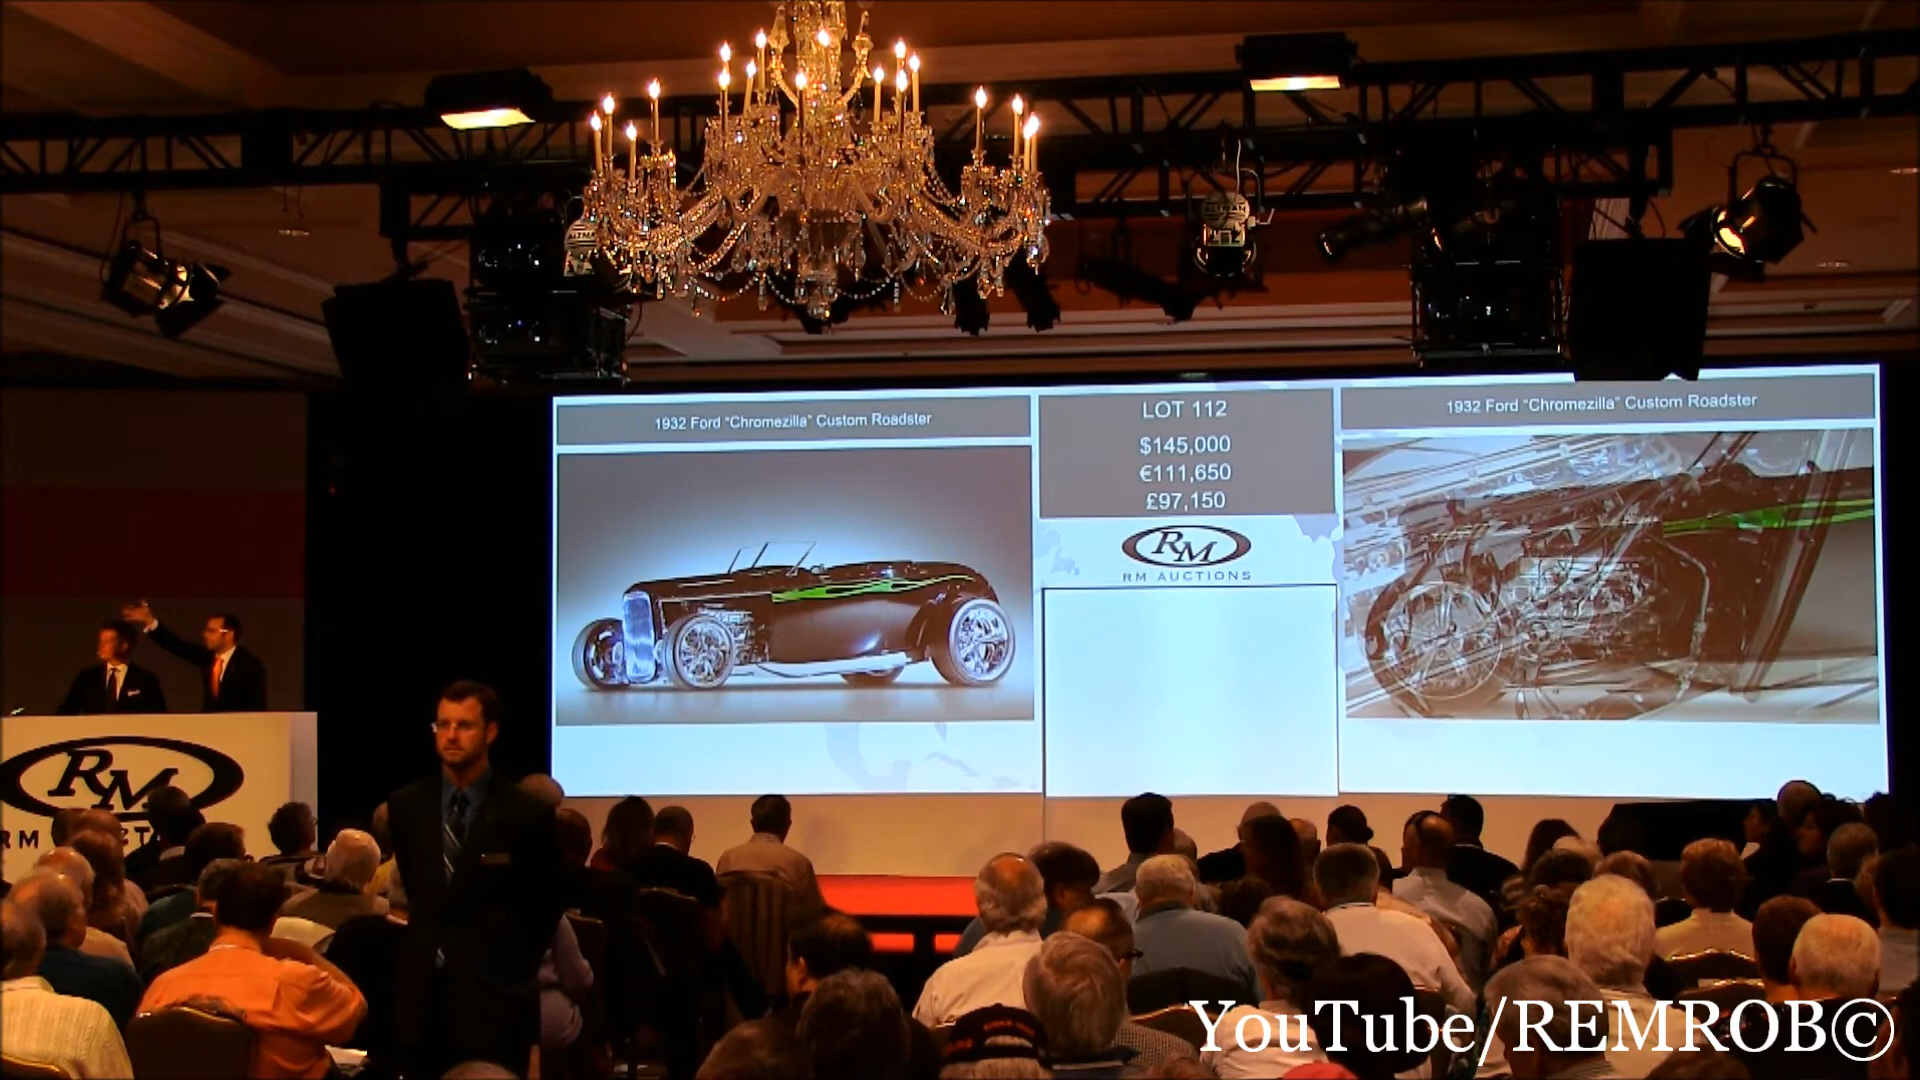 1932 Ford "Chromezilla" Custom Roadster
LOT 112
$145,000
€111,650
£97,150
RM
RM AUCTIONS
1932 Ford "Chromezilla" Custom Roadster
RM
RM
YouTube/REMROB©